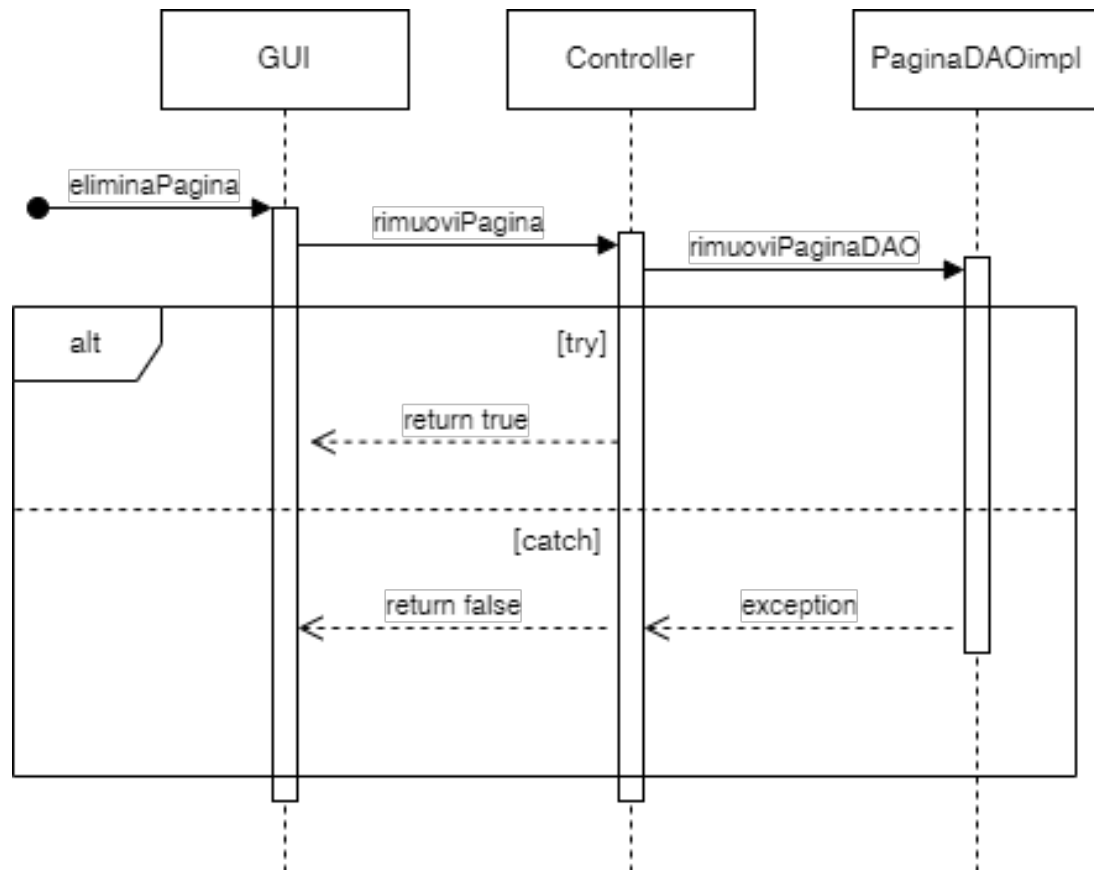 GUI
Controller
PaginaDAOimpl
eliminaPagina
rimuoviPagina
rimuoviPaginaDAO
alt
[try]
return true
[catch]
return false
exception